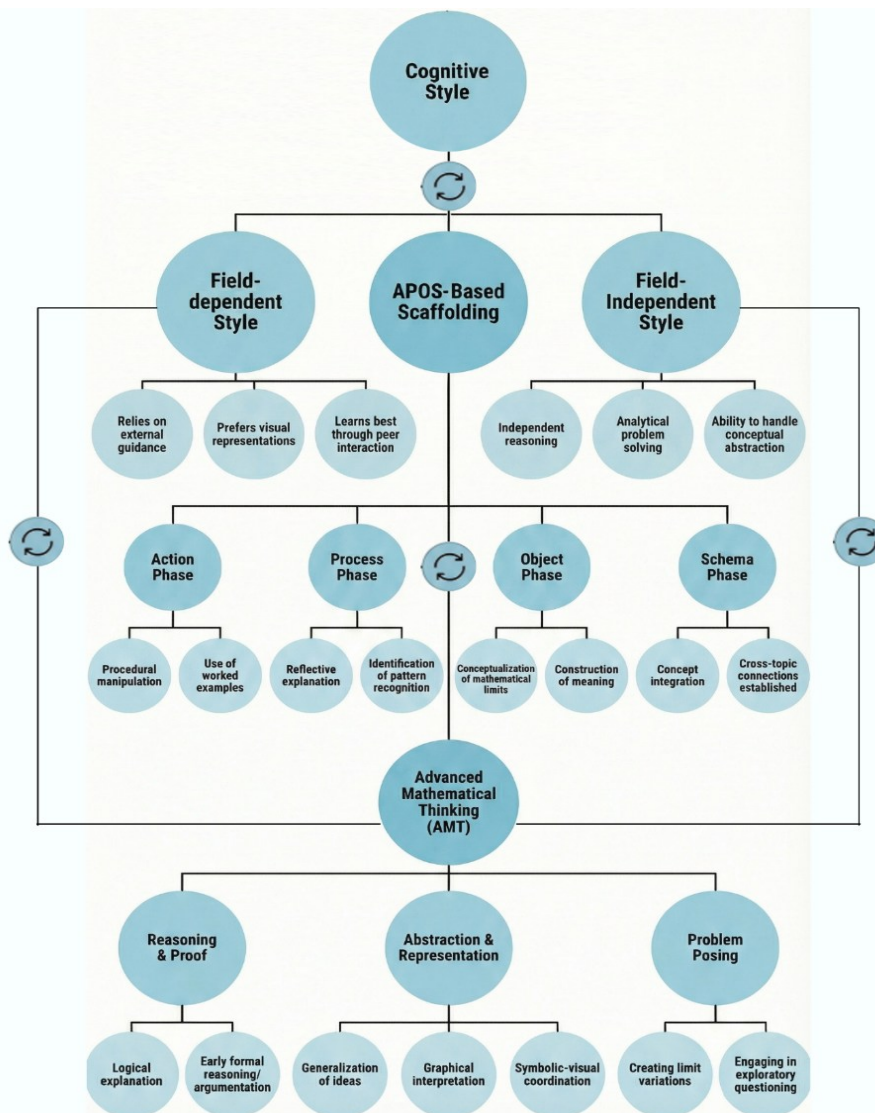 Cognitive
Style
Field-
dependent
Style
APOS-Based
Scaffolding
Field-
Independent
Style
Relies on
external
guidance
Prefers visual
representations
Learns best
through peer
interaction
Independent
reasoning
Analytical
problem
solving
Ability to handle
conceptual
abstraction
Action
Phase
Process
Phase
Object
Phase
Schema
Phase
Procedural
manipulation
Use of
worked
examples
Reflective
explanation
Identification
of pattern
recognition
Conceptualization
of mathematical
limits
Construction
of meaning
Concept
integration
Cross-topic
connections
established
Advanced
Mathematical
Thinking
(AMT)
Reasoning
& Proof
Abstraction &
Representation
Problem
Posing
Logical
explanation
Early formal
reasoning/
argumentation
Generalization
of ideas
Graphical
interpretation
Symbolic-visual
coordination
Creating limit
variations
Engaging in
exploratory
questioning